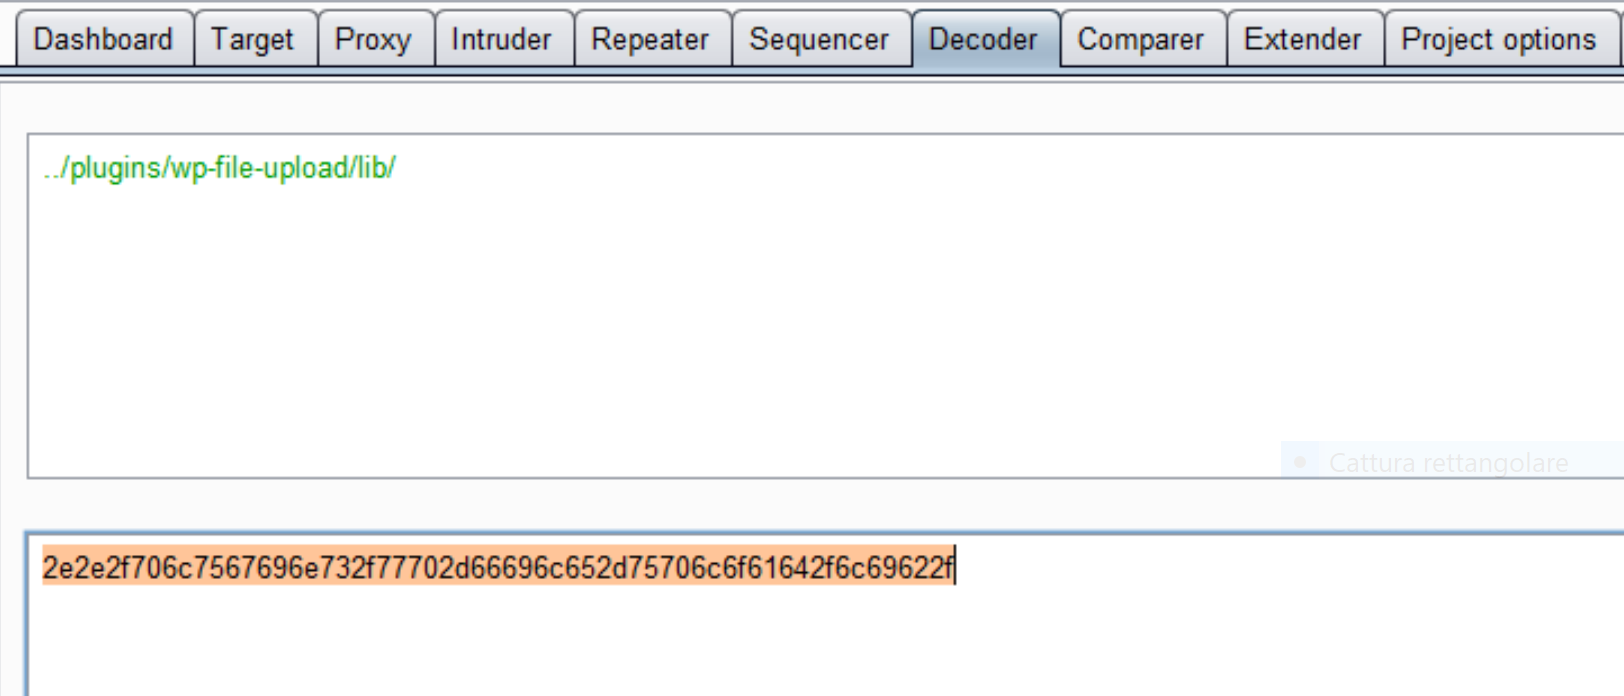 Dashboard Target Proxy Intruder Repeater Sequencer Decoder Comparer Extender Project options
../plugins/wp-file-upload/lib/
Cattura rettangolare
2e2e2f706c7567696e732f77702d66696c652d75706c6f61642f6c69622f